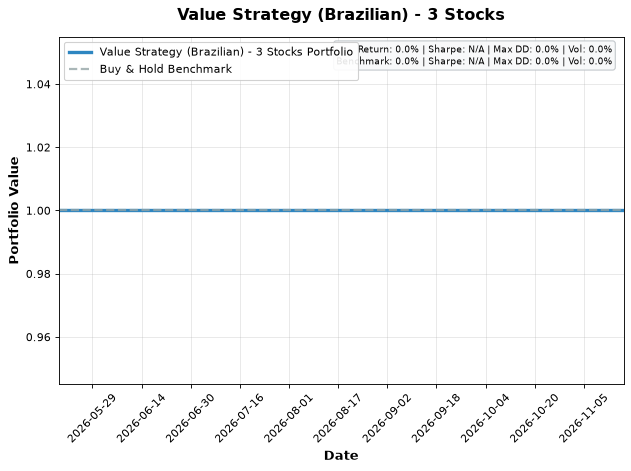 Value Strategy (Brazilian) - 3 Stocks
Value Strategy (Brazilian) - 3 Stocks Portfolio
Buy & Hold Benchmark
Return: 0.0% | Sharpe: N/A | Max DD: 0.0% | Vol: 0.0%
Benchmark: 0.0% | Sharpe: N/A | Max DD: 0.0% | Vol: 0.0%
Portfolio Value
1.04
1.02
1.00
0.98
0.96
2026-05-29
2026-06-14
2026-06-30
2026-07-16
2026-08-01
2026-08-17
2026-09-02
2026-09-18
2026-10-04
2026-10-20
2026-11-05
Date